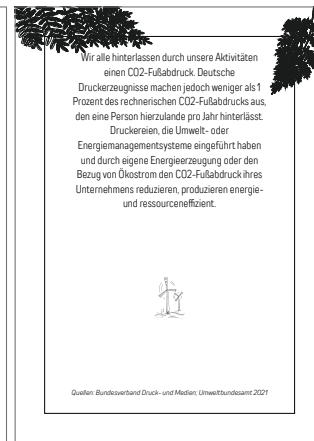 Wir alle hinterlassen durch unsere Aktivitäten
einen CO2-Fußabdruck. Deutsche
Druckerzeugnisse machen jedoch weniger als 1
Prozent des rechnerischen CO2-Fußabdrucks aus,
den eine Person hierzulande pro Jahr hinterlässt.
Druckereien, die Umwelt- oder
Energiemanagementsysteme eingeführt haben
und durch eigene Energieerzeugung oder den
Bezug von Ökostrom den CO2-Fußabdruck ihres
Unternehmens reduzieren, produzieren energie-
und ressourceneffizient.
Quellen: Bundesverband Druck- und Medien; Umweltbundesamt 2021